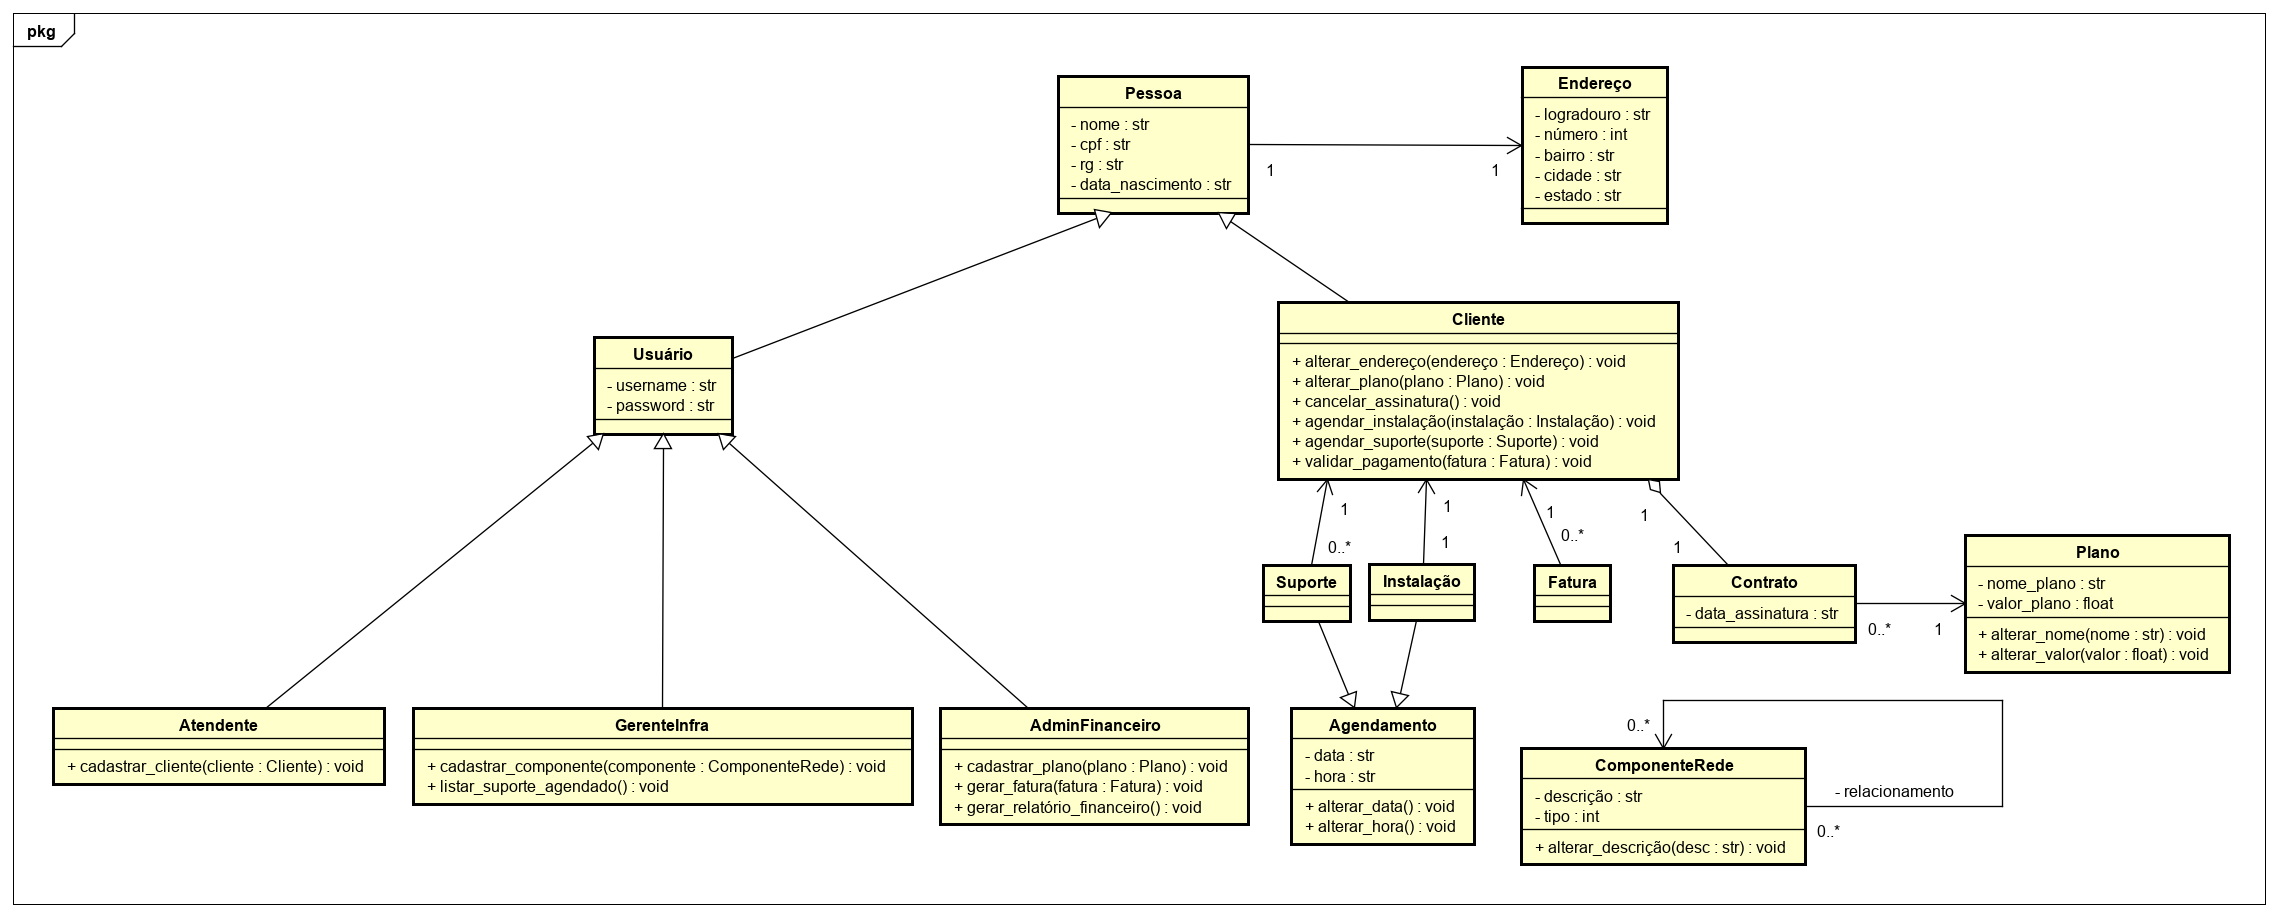 pkg
Pessoa
- nome : str
- cpf : str
- rg : str
- data_nascimento : str
1
1
Endereço
- logradouro : str
- número : int
- bairro : str
- cidade : str
- estado : str
Usuário
- username : str
- password : str
Cliente
+ alterar_endereço(endereço : Endereço) : void
+ alterar_plano(plano : Plano) : void
+ cancelar_assinatura() : void
+ agendar_instalação(instalação : Instalação) : void
+ agendar_suporte(suporte : Suporte) : void
+ validar_pagamento(fatura : Fatura) : void
1
0..*
1
1
1
0..*
1
1
Suporte
Instalação
Fatura
Contrato
- data_assinatura : str
0..*
1
Plano
- nome_plano : str
- valor_plano : float
+ alterar_nome(nome : str) : void
+ alterar_valor(valor : float) : void
Atendente
+ cadastrar_cliente(cliente : Cliente) : void
GerenteInfra
+ cadastrar_componente(componente : ComponenteRede) : void
+ listar_suporte_agendado() : void
AdminFinanceiro
+ cadastrar_plano(plano : Plano) : void
+ gerar_fatura(fatura : Fatura) : void
+ gerar_relatório_financeiro() : void
Agendamento
- data : str
- hora : str
+ alterar_data() : void
+ alterar_hora() : void
0..*
ComponenteRede
- descrição : str
- tipo : int
+ alterar_descrição(desc : str) : void
- relacionamento
0..*